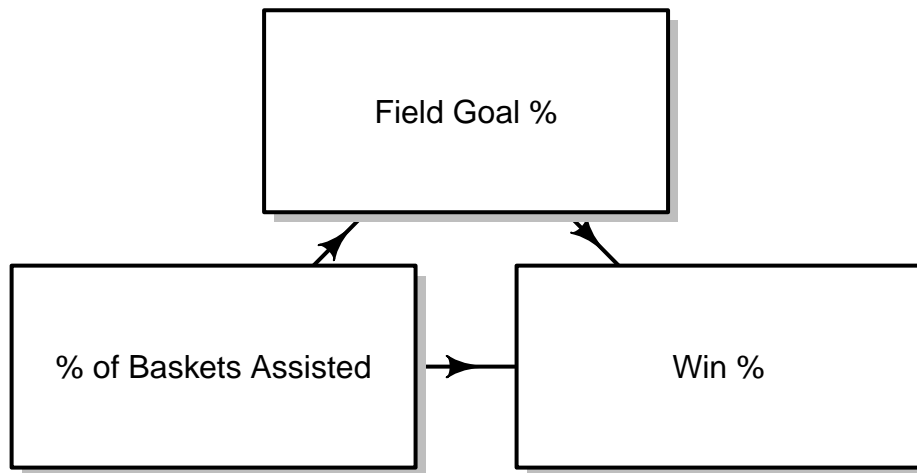 Field Goal %
% of Baskets Assisted
Win %